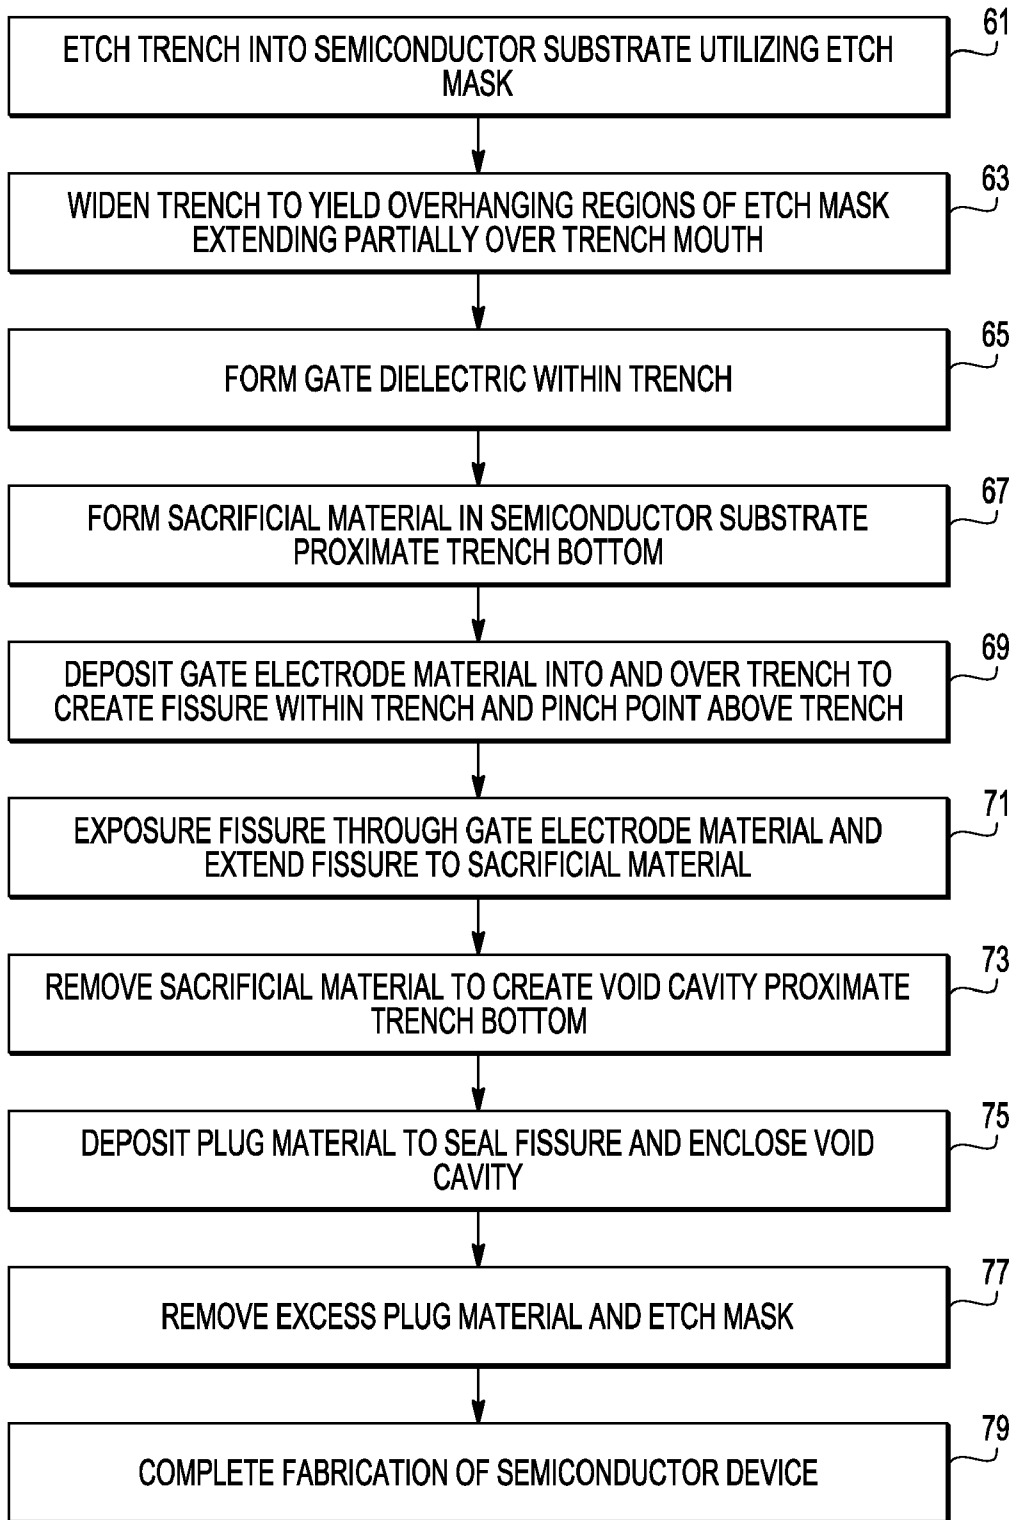 61
ETCH TRENCH INTO SEMICONDUCTOR SUBSTRATE UTILIZING ETCH
MASK
63
WIDEN TRENCH TO YIELD OVERHANGING REGIONS OF ETCH MASK
EXTENDING PARTIALLY OVER TRENCH MOUTH
65
FORM GATE DIELECTRIC WITHIN TRENCH
67
FORM SACRIFICIAL MATERIAL IN SEMICONDUCTOR SUBSTRATE
PROXIMATE TRENCH BOTTOM
69
DEPOSIT GATE ELECTRODE MATERIAL INTO AND OVER TRENCH TO
CREATE FISSURE WITHIN TRENCH AND PINCH POINT ABOVE TRENCH
71
EXPOSURE FISSURE THROUGH GATE ELECTRODE MATERIAL AND
EXTEND FISSURE TO SACRIFICIAL MATERIAL
73
REMOVE SACRIFICIAL MATERIAL TO CREATE VOID CAVITY PROXIMATE
TRENCH BOTTOM
75
DEPOSIT PLUG MATERIAL TO SEAL FISSURE AND ENCLOSE VOID
CAVITY
77
REMOVE EXCESS PLUG MATERIAL AND ETCH MASK
79
COMPLETE FABRICATION OF SEMICONDUCTOR DEVICE